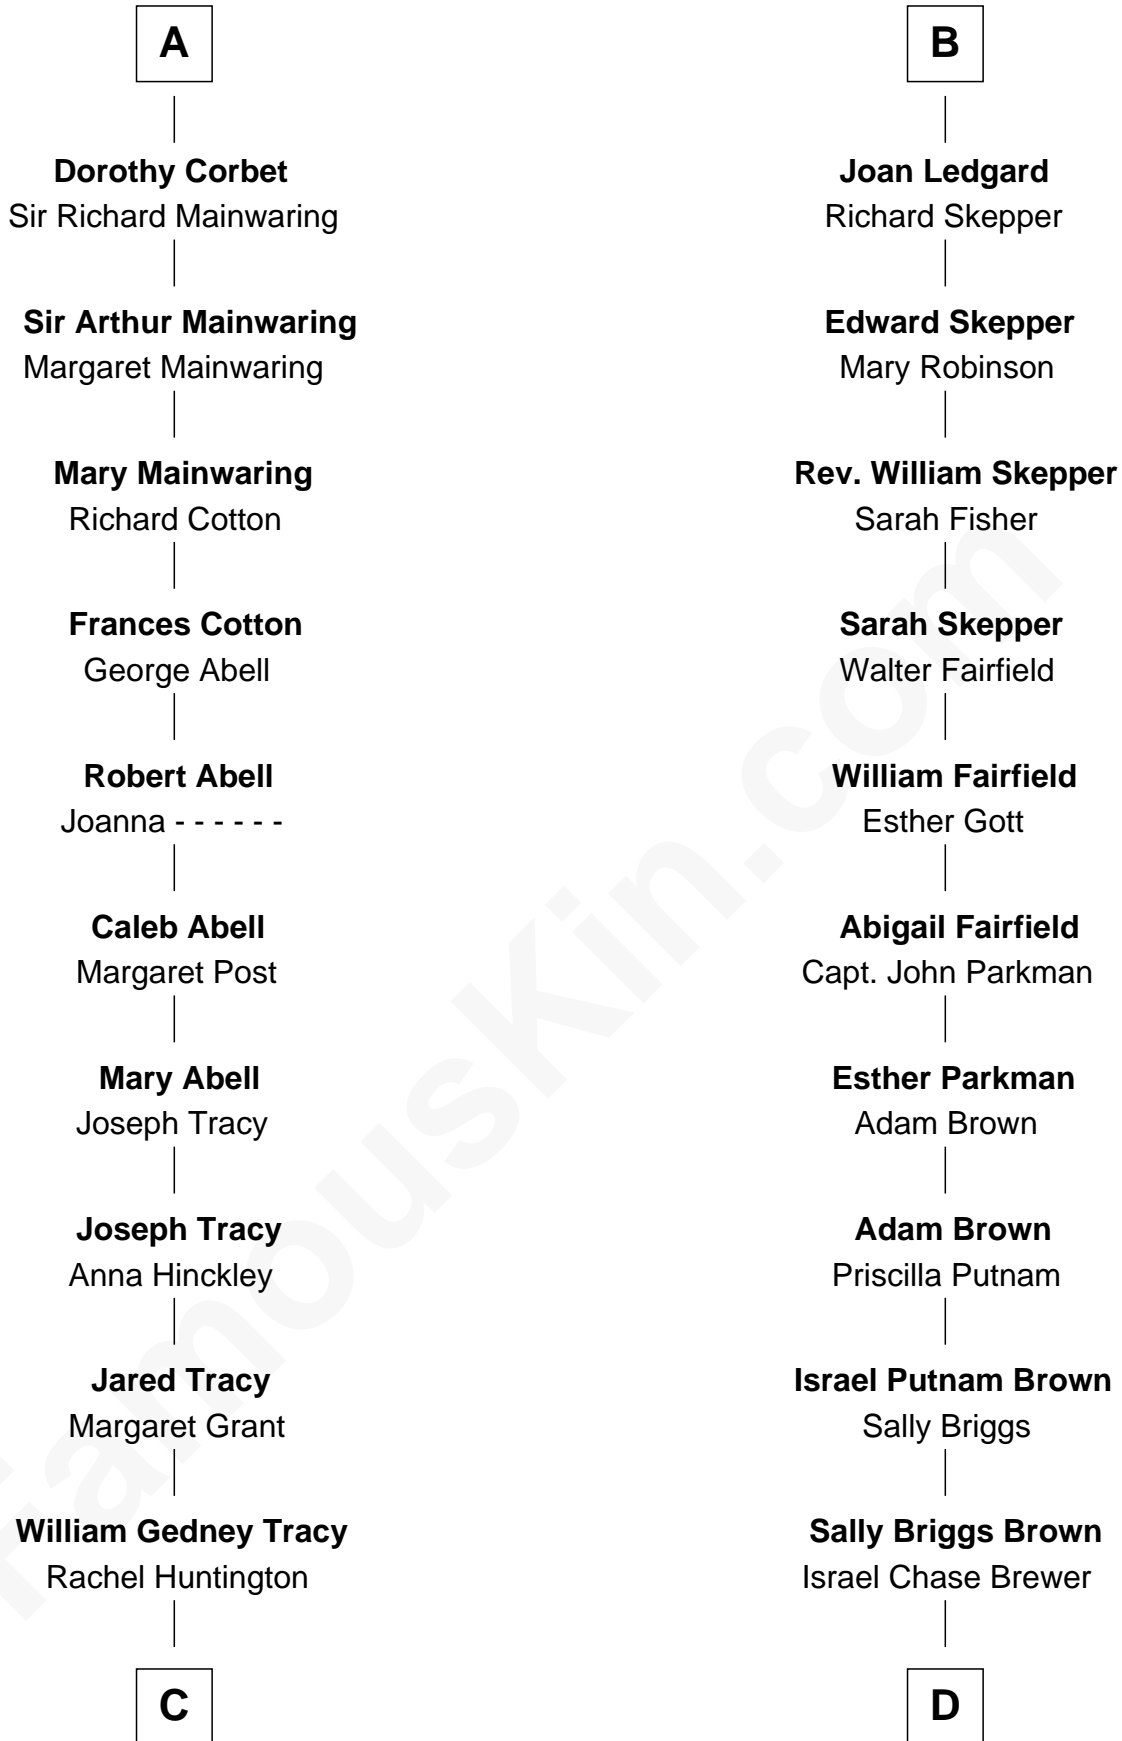 A
Dorothy Corbet
Sir Richard Mainwaring
Sir Arthur Mainwaring
Margaret Mainwaring
Mary Mainwaring
Richard Cotton
Frances Cotton
George Abell
Robert Abell
Joanna - - - - - -
Caleb Abell
Margaret Post
Mary Abell
Joseph Tracy
Joseph Tracy
Anna Hinckley
Jared Tracy
Margaret Grant
William Gedney Tracy
Rachel Huntington
C
B
Joan Ledgard
Richard Skepper
Edward Skepper
Mary Robinson
Rev. William Skepper
Sarah Fisher
Sarah Skepper
Walter Fairfield
William Fairfield
Esther Gott
Abigail Fairfield
Capt. John Parkman
Esther Parkman
Adam Brown
Adam Brown
Priscilla Putnam
Israel Putnam Brown
Sally Briggs
Sally Briggs Brown
Israel Chase Brewer
D
FamousKin.com